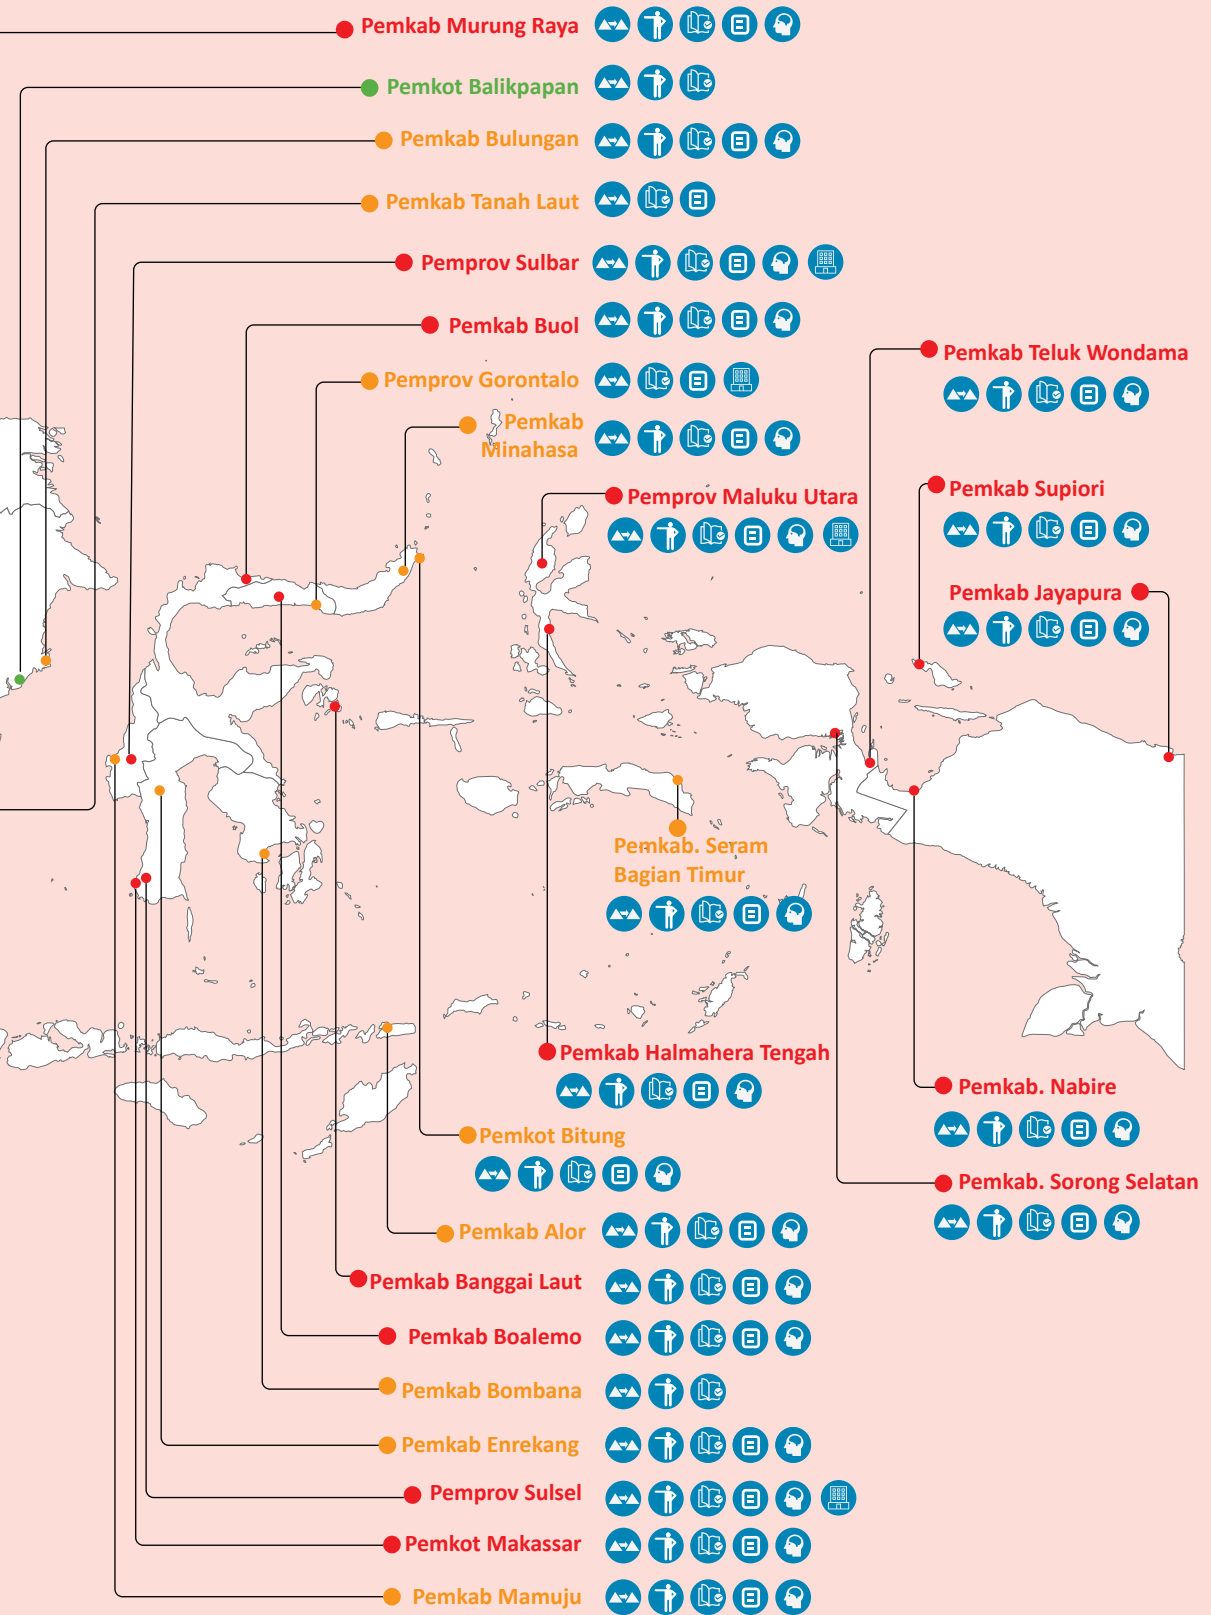 Pemkab Murung Raya
Pemkot Balikpapan
Pemkab Bulungan
Pemkab Tanah Laut
Pemprov Sulbar
Pemkab Buol
Pemprov Gorontalo
Pemkab
Minahasa
Pemkab Teluk Wondama
Pemkab Supiori
Pemprov Maluku Utara
Pemkab Jayapura
Pemkab. Seram
Bagian Timur
Pemkab Halmahera Tengah
Pemkab. Nabire
Pemkot Bitung
Pemkab. Sorong Selatan
Pemkab Alor
Pemkab Banggai Laut
Pemkab Boalemo
Pemkab Bombana
Pemkab Enrekang
Pemprov Sulsel
Pemkot Makassar
Pemkab Mamuju